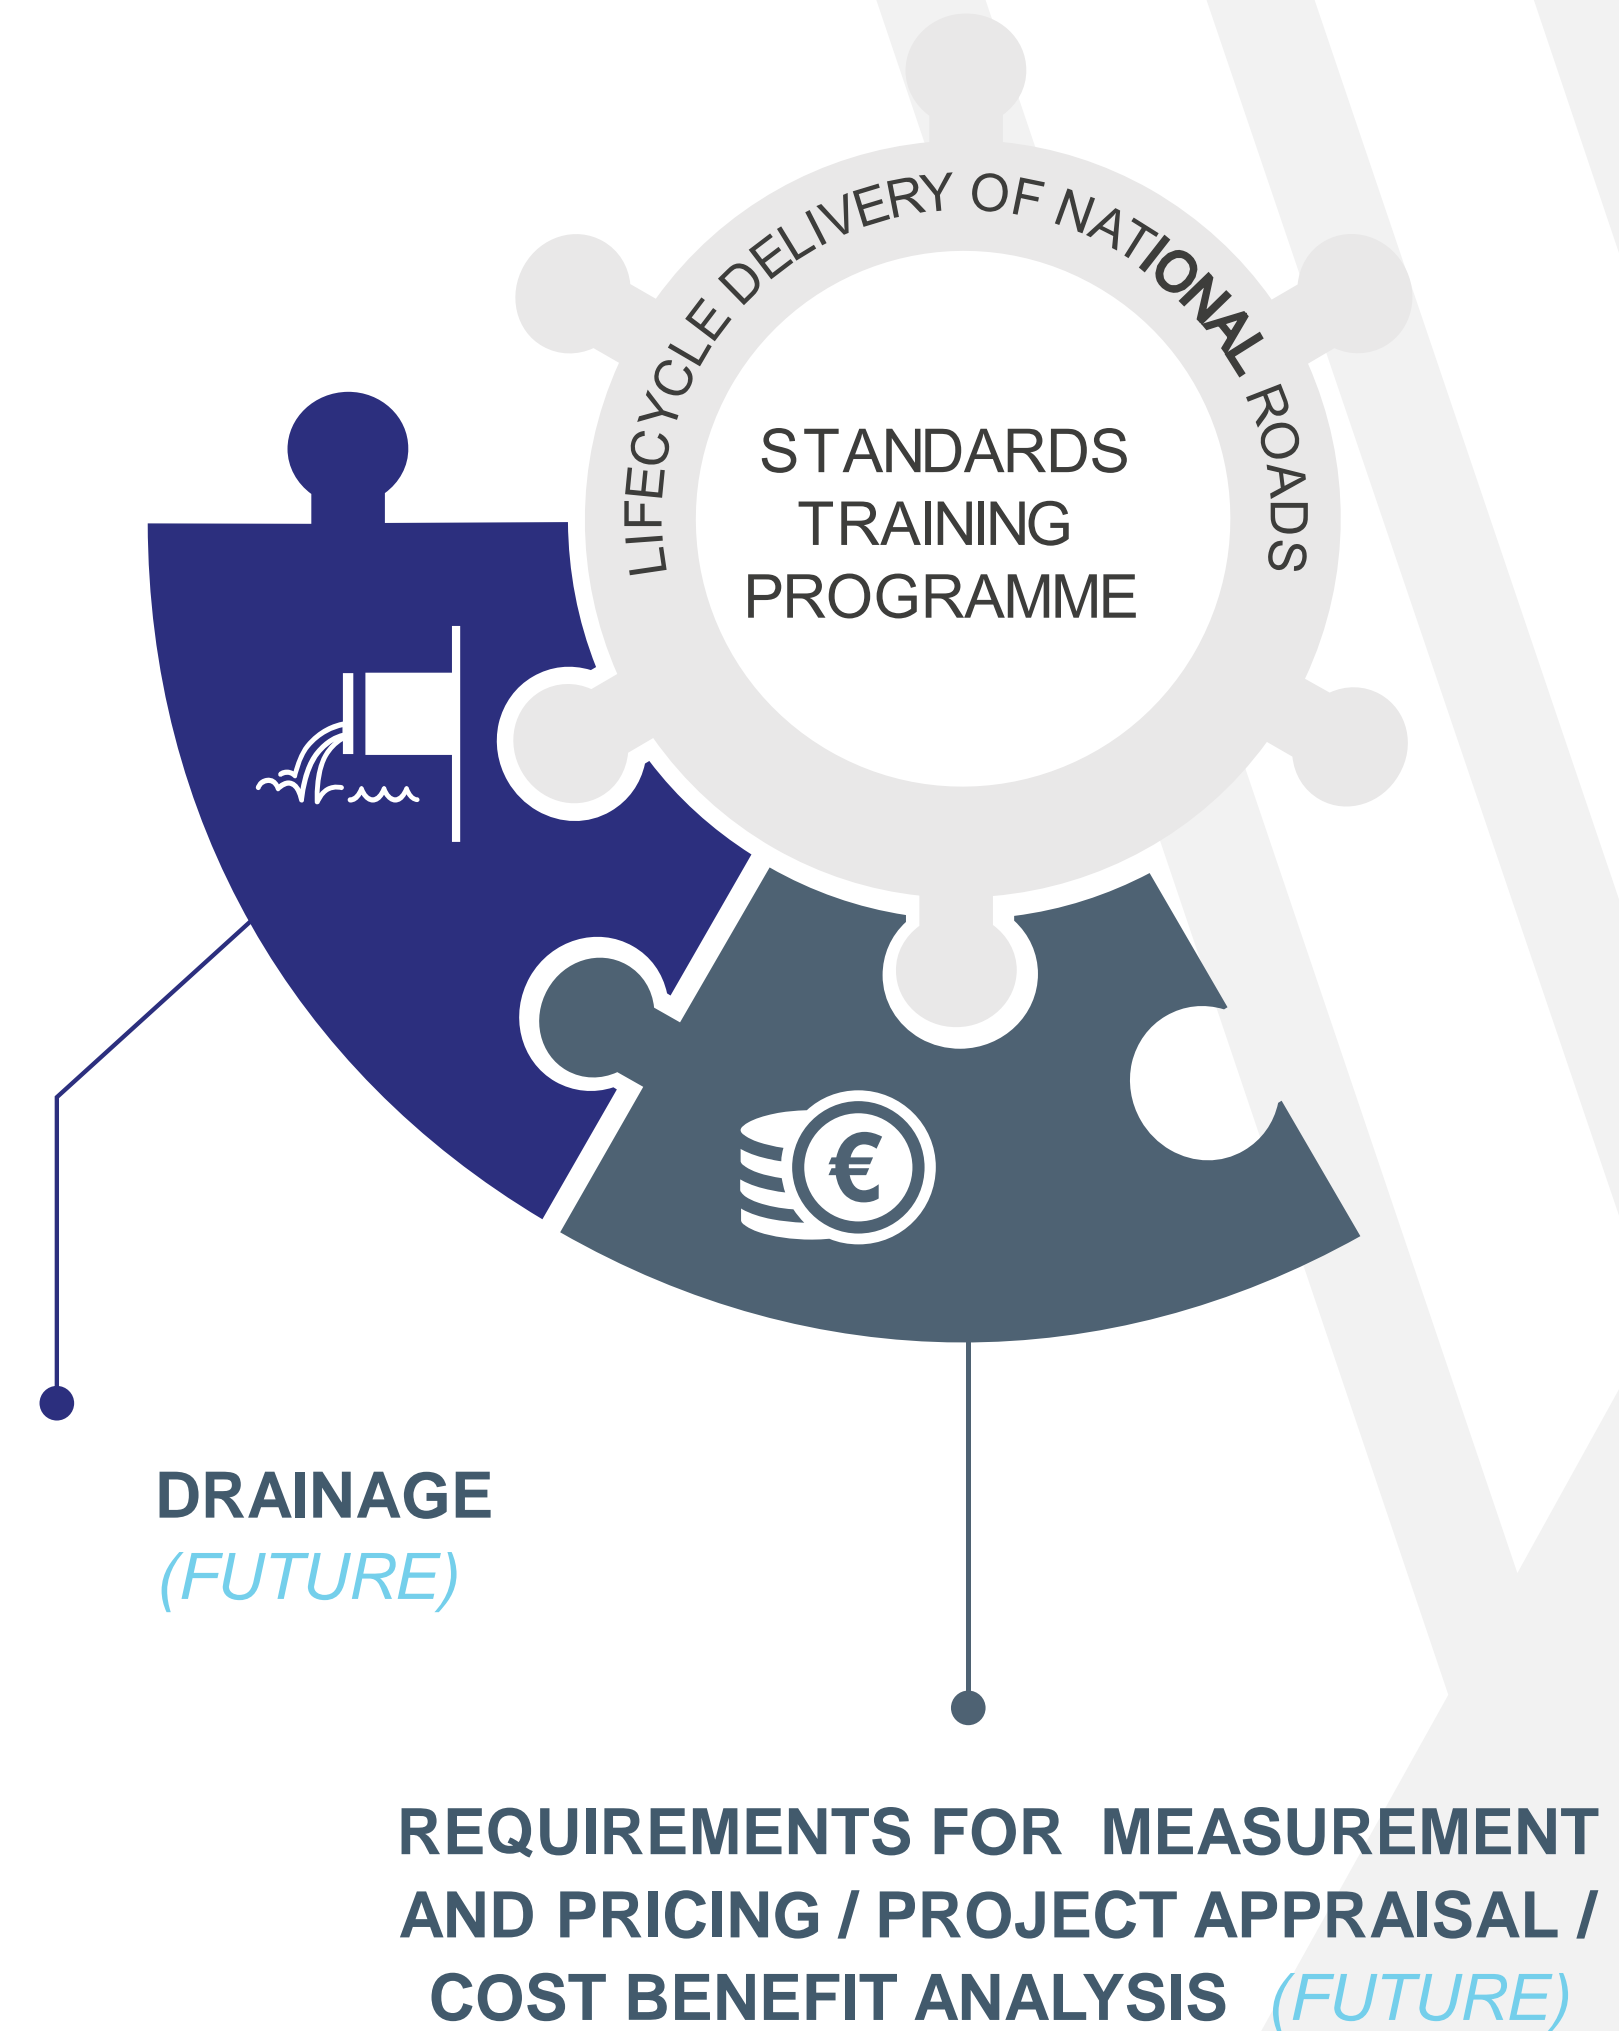 LIFECYCLE DELIVERY OF NATIONAL ROADS
STANDARDS
TRAINING
PROGRAMME
€
DRAINAGE
(FUTURE)
REQUIREMENTS FOR MEASUREMENT
AND PRICING / PROJECT APPRAISAL /
COST BENEFIT ANALYSIS (FUTURE)